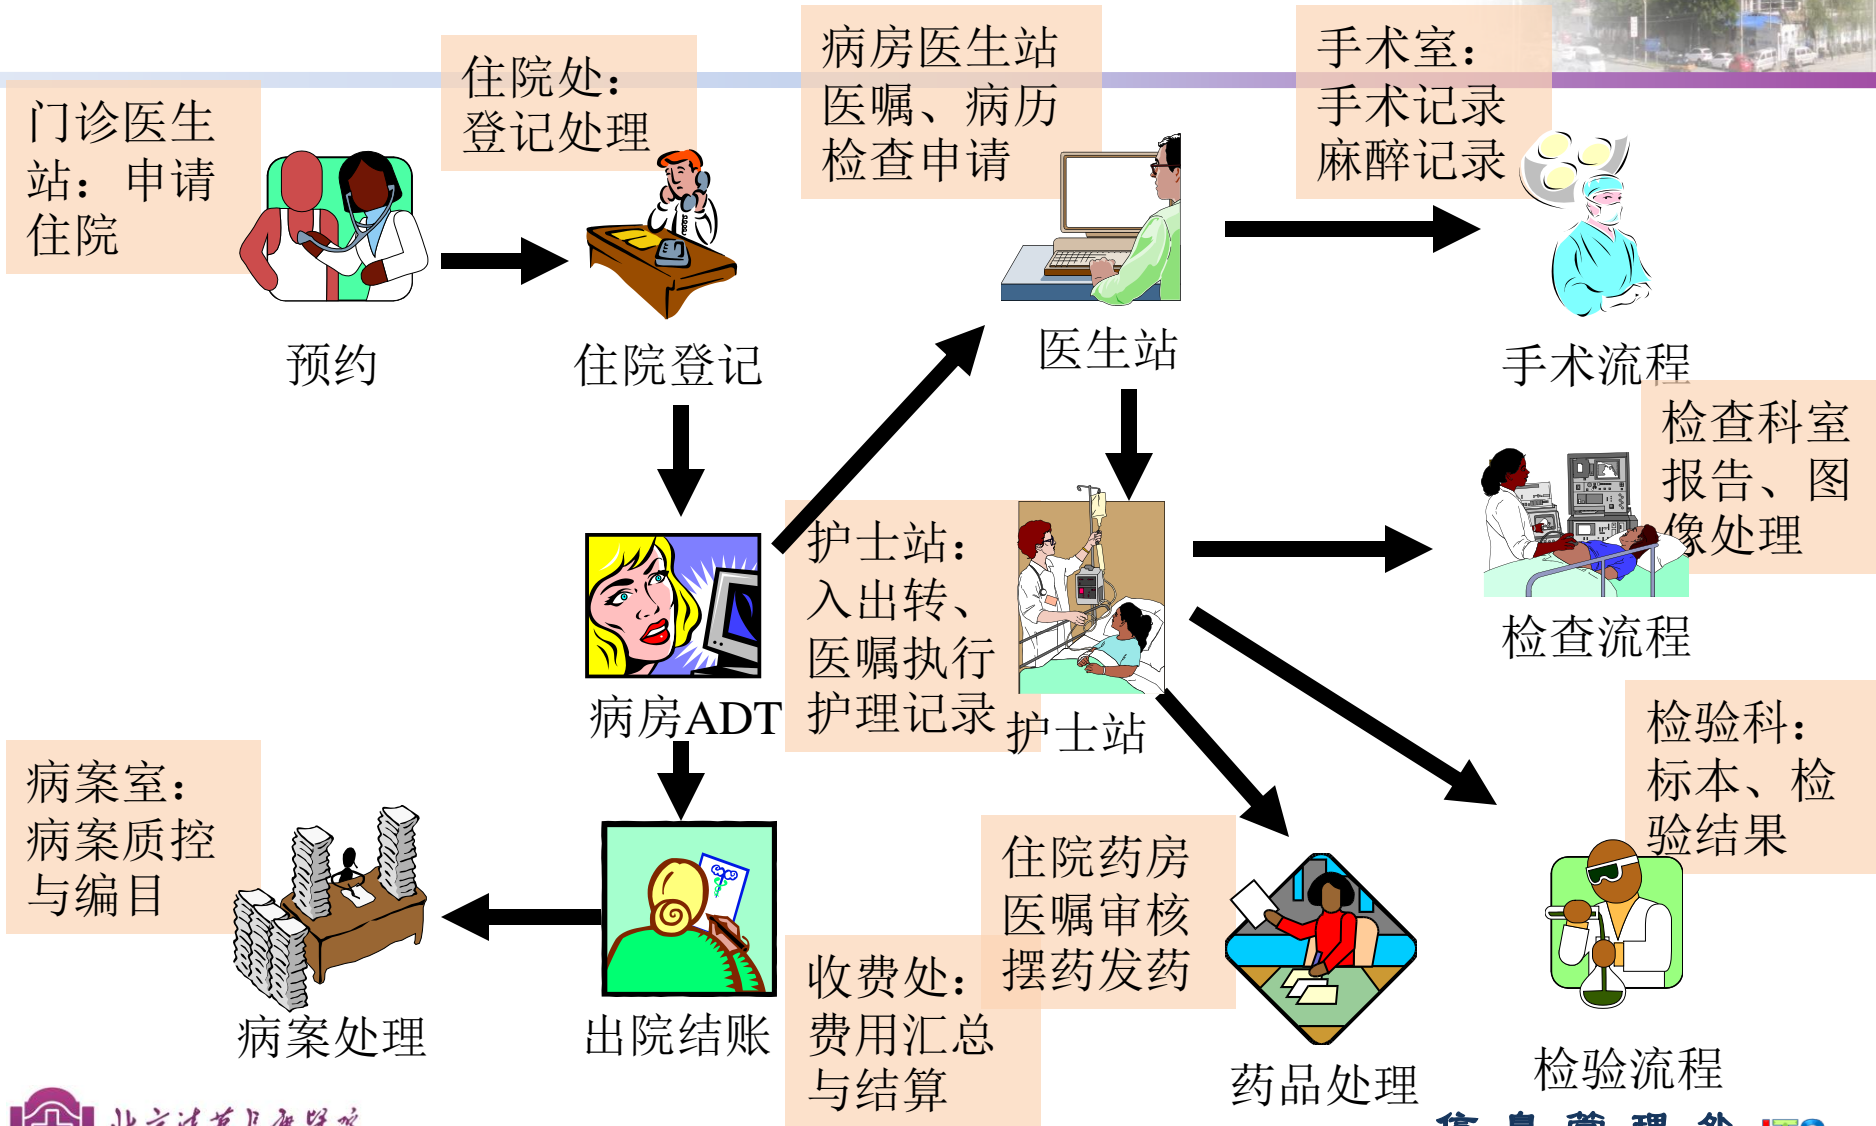 门诊医生
站：申请
住院
预约
住院处：
登记处理
住院登记
病房医生站
医嘱、病历
检查申请
医生站
手术室：
手术记录
麻醉记录
手术流程
检查科室
报告、图
像处理
检查流程
病房ADT
护士站：
入出转、
医嘱执行
护理记录
护士站
检验科：
标本、检
验结果
检验流程
住院药房
医嘱审核
摆药发药
药品处理
收费处：
费用汇总
与结算
出院结账
病案室：
病案质控
与编目
病案处理
信息管理处